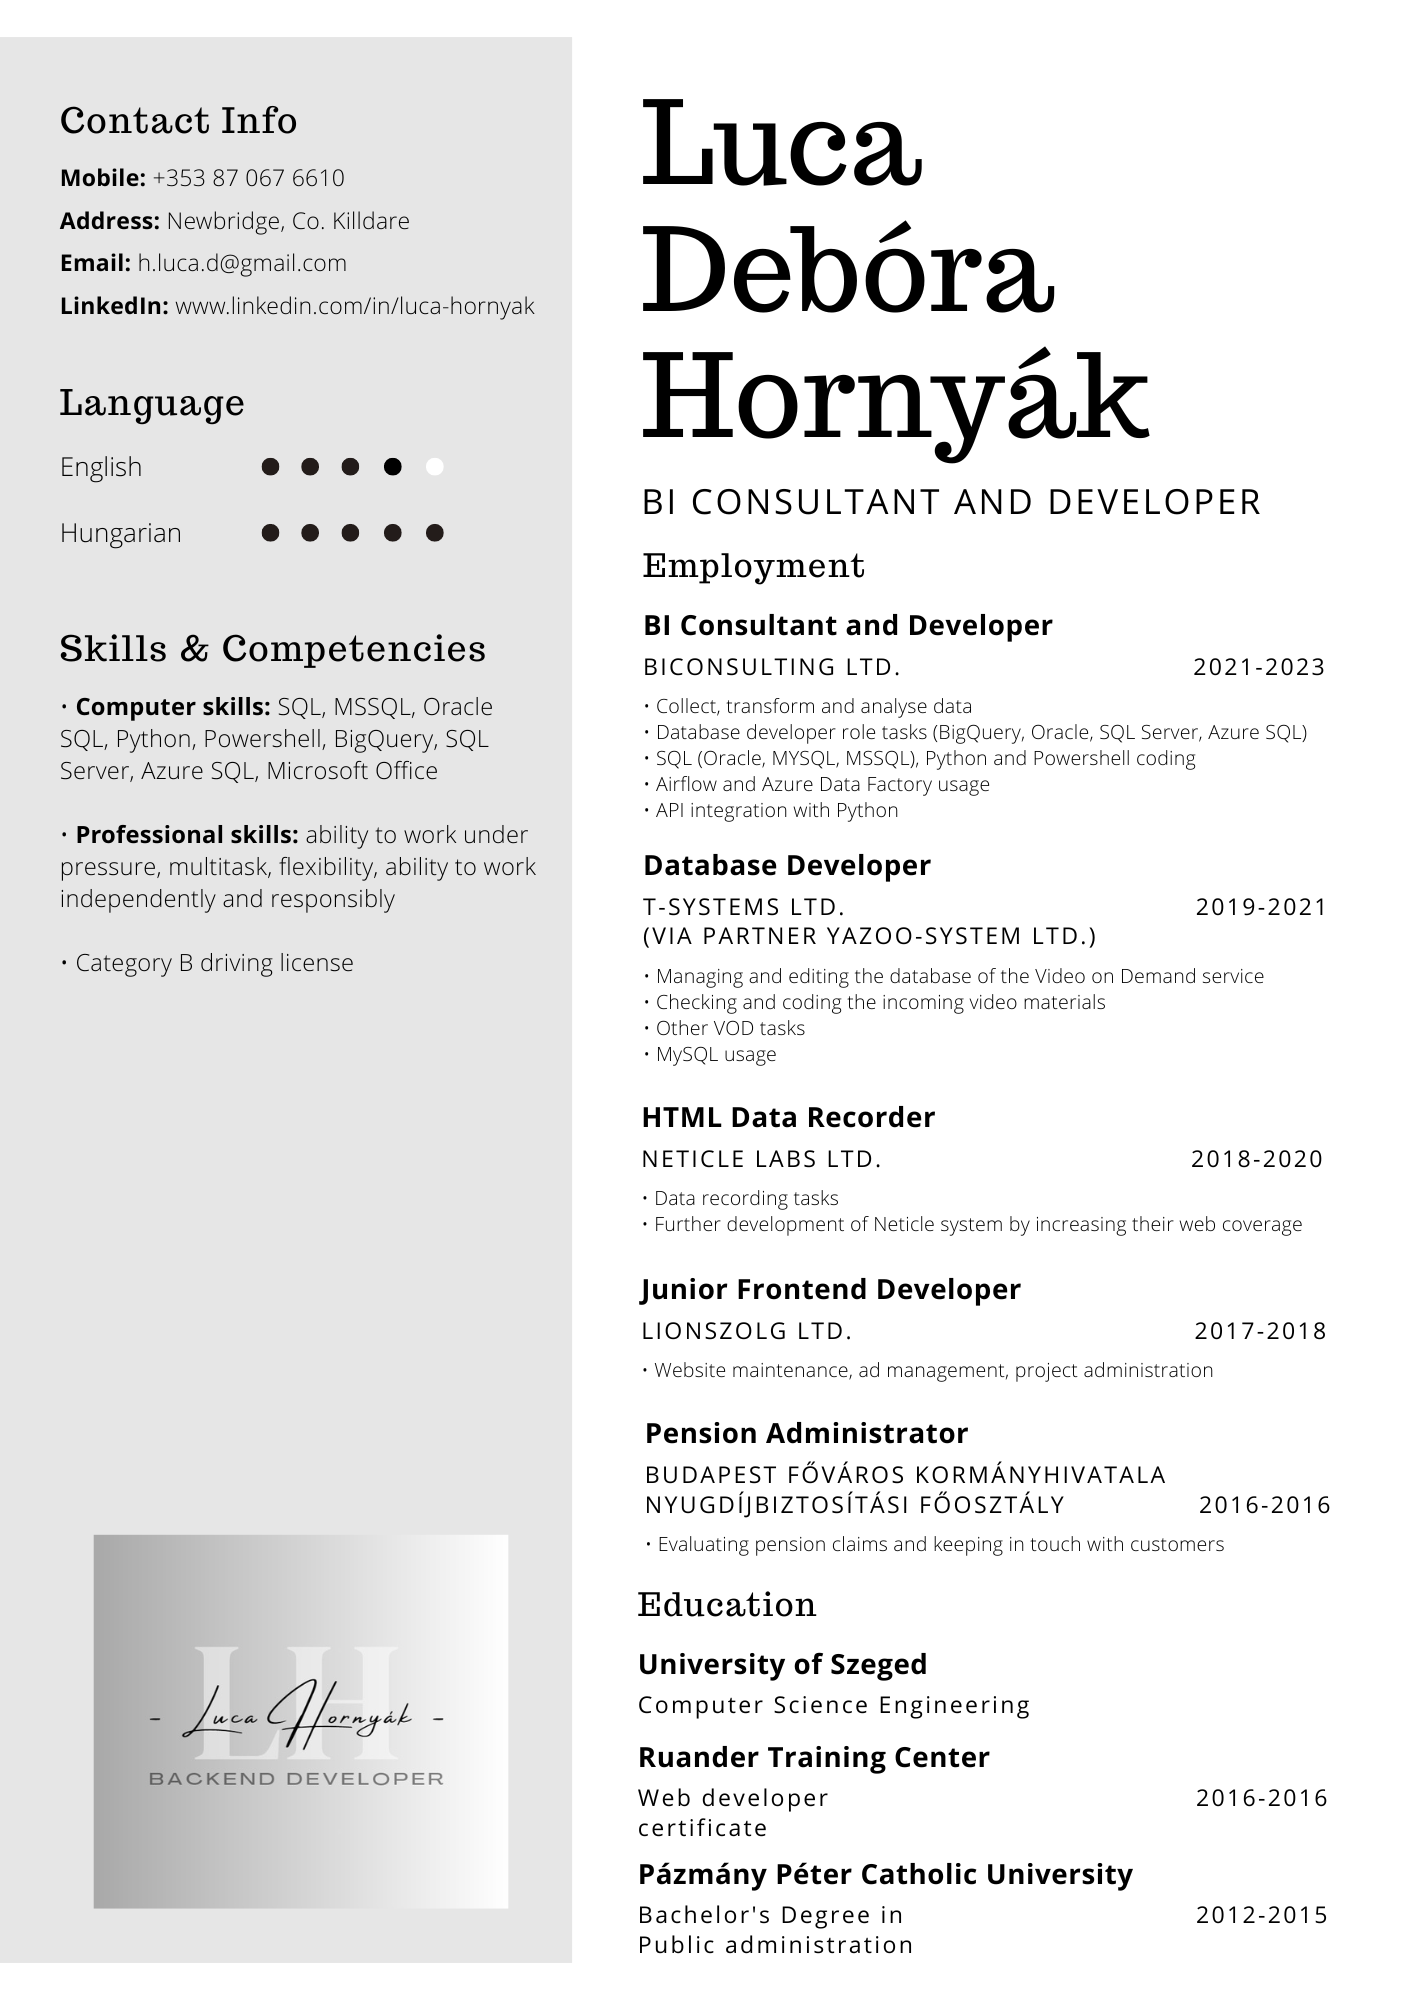 Contact Info
Mobile: +353 87 067 6610
Address: Newbridge, Co. Killdare
Email: h.luca.d@gmail.com
LinkedIn: www.linkedin.com/in/luca-hornyak
Language
English
Hungarian
Skills & Competencies
• Computer skills: SQL, MSSQL, Oracle
SQL, Python, Powershell, BigQuery, SQL
Server, Azure SQL, Microsoft Office
• Professional skills: ability to work under
pressure, multitask, flexibility, ability to work
independently and responsibly
• Category B driving license
LH
- Luca Hornyák -
BACKEND DEVELOPER
Luca
Debóra
Hornyák
BI CONSULTANT AND DEVELOPER
Employment
BI Consultant and Developer
BICONSULTING LTD. 2021-2023
• Collect, transform and analyse data
• Database developer role tasks (BigQuery, Oracle, SQL Server, Azure SQL)
• SQL (Oracle, MYSQL, MSSQL), Python and Powershell coding
• Airflow and Azure Data Factory usage
• API integration with Python
Database Developer
T-SYSTEMS LTD. 2019-2021
(VIA PARTNER YAZOO-SYSTEM LTD.)
• Managing and editing the database of the Video on Demand service
• Checking and coding the incoming video materials
• Other VOD tasks
• MySQL usage
HTML Data Recorder
NETICLE LABS LTD. 2018-2020
• Data recording tasks
• Further development of Neticle system by increasing their web coverage
Junior Frontend Developer
LIONSZOLG LTD. 2017-2018
• Website maintenance, ad management, project administration
Pension Administrator
BUDAPEST FŐVÁROS KORMÁNYHIVATALA
NYUGDÍJBIZTOSÍTÁSI FŐOSZTÁLY 2016-2016
• Evaluating pension claims and keeping in touch with customers
Education
University of Szeged
Computer Science Engineering
Ruander Training Center
Web developer 2016-2016
certificate
Pázmány Péter Catholic University
Bachelor's Degree in 2012-2015
Public administration